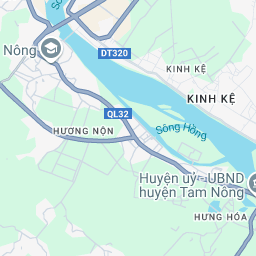 Sô
Nông
DT320
KINH KỆ
KINH KỆ
QL32
Sông Hồng
HƯƠNG NỘN
Huyện uỷ - UBND
huyện Tam Nông
HƯNG HÓA